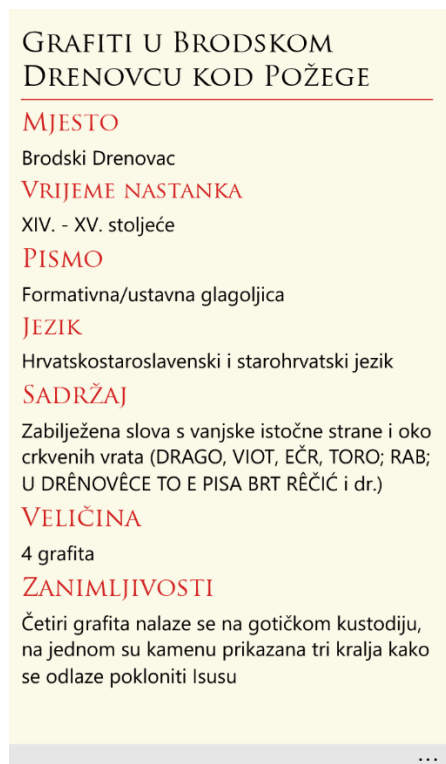 Grafiti u Brodskom
Drenovcu kod Požege
Mjesto
Brodski Drenovac
Vrijeme nastanka
XIV. - XV. stoljeće
Pismo
Formativna/ustavna glagoljica
Jezik
Hrvatskostaroslavenski i starohrvatski jezik
Sadržaj
Zabilježena slova s vanjske istočne strane i oko
crkvenih vrata (DRAGO, VIOT, EČR, TORO; RAB;
U DRÊNOVÊCE TO E PISA BRT RÊČIĆ i dr.)
Veličina
4 grafita
Zanimljivosti
Četiri grafita nalaze se na gotičkom kustodiju,
na jednom su kamenu prikazana tri kralja kako
se odlaze pokloniti Isusu
...